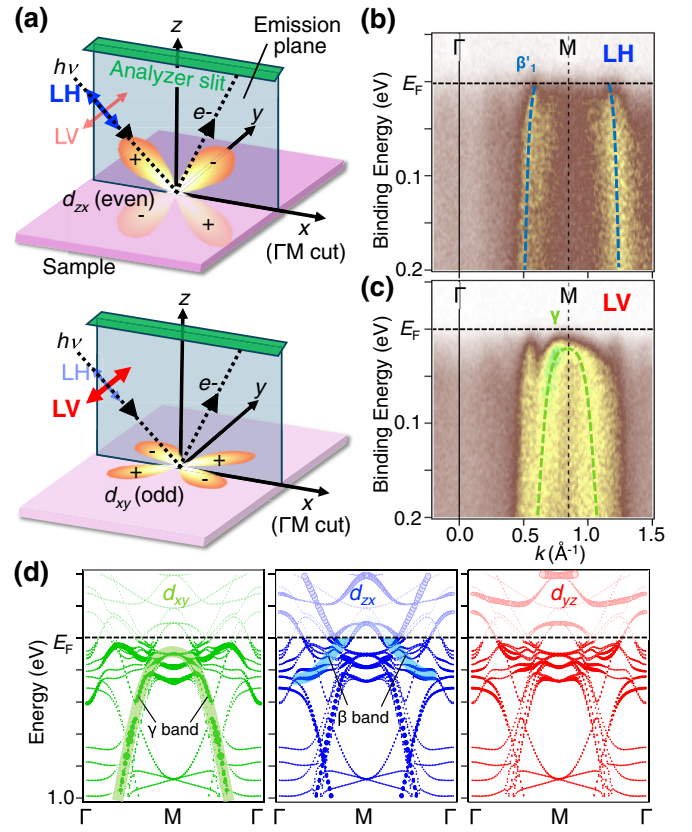 (a)
z
Emission
plane
hν
Analyzer slit
LH
e-
y
LV
+
-
d_zx (even)
-
+
x
(ΓM cut)
Sample
z
hν
LH
e-
y
LV
+
-
-
+
d_xy (odd)
x
(ΓM cut)
(b)
Γ
M
LH
β'₁
E_F
Binding Energy (eV)
0.1
0.2
(c)
Γ
M
LV
γ
E_F
Binding Energy (eV)
0.1
0.2
0.0
0.5
1.0
1.5
k (Å⁻¹)
(d)
d_xy
d_zx
d_yz
E_F
Energy (eV)
γ band
β band
1.0
Γ
M
Γ
Γ
M
Γ
Γ
M
Γ